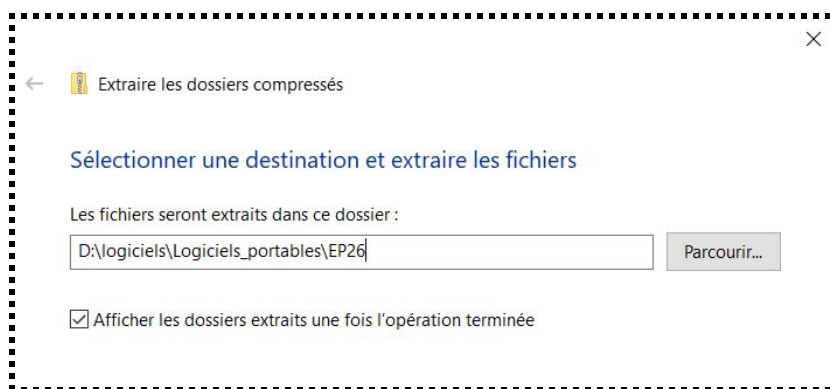 Extraire les dossiers compressés
Sélectionner une destination et extraire les fichiers
Les fichiers seront extraits dans ce dossier :
D:\logiciels\Logiciels_portables\EP26
Parcourir...
Afficher les dossiers extraits une fois l'opération terminée